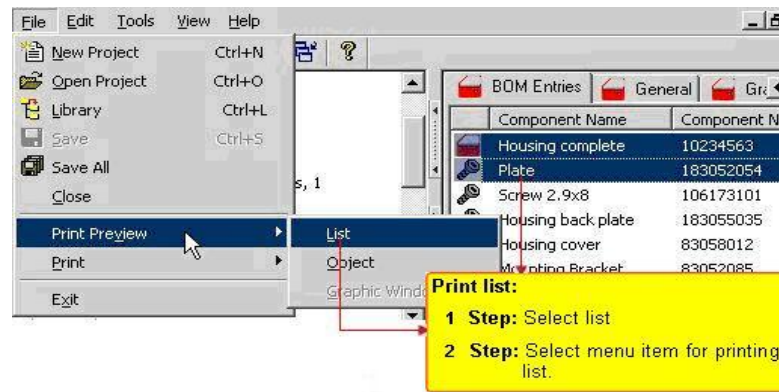 File Edit Tools View Help
New Project Ctrl+N
Open Project Ctrl+O
Library Ctrl+L
Save Ctrl+S
Save All
Close
Print Preview
Print
Exit
List
Object
Graphic
s, 1
BOM Entries General
Component Name Component
Housing complete 10234563
Plate 183052054
Screw 2.9x8 106173101
Housing back plate 183055035
Housing cover 83058012
Mounting Bracket 83052085
Print list:
1 Step: Select list
2 Step: Select menu item for printing
list.